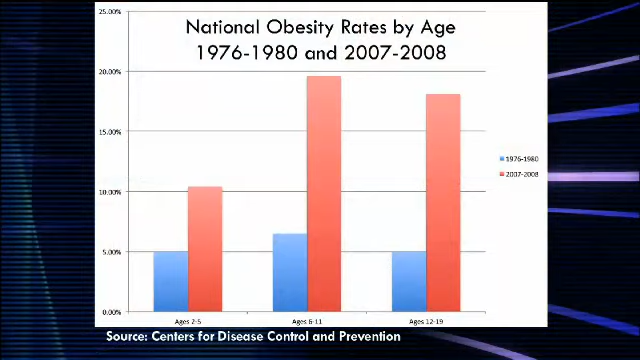 National Obesity Rates by Age
1976-1980 and 2007-2008
25.00%
20.00%
15.00%
10.00%
5.00%
0.00%
1976-1980
2007-2008
Ages 2-5
Ages 6-11
Ages 12-19
Source: Centers for Disease Control and Prevention